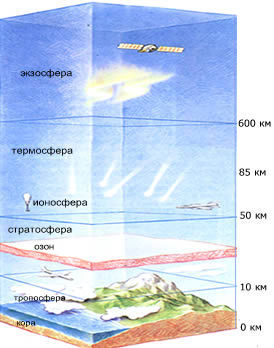 экзосфера
600 км
термосфера
85 км
ионосфера
50 км
стратосфера
озон
10 км
тропосфера
кора
0 км